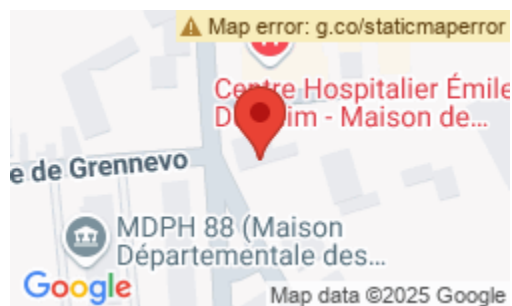 Map error: g.co/staticmaperror
Centre Hospitalier Émile
D im - Maison de...
e de Grennevo
MDPH 88 (Maison
Départementale des...
Google
Map data ©2025 Google